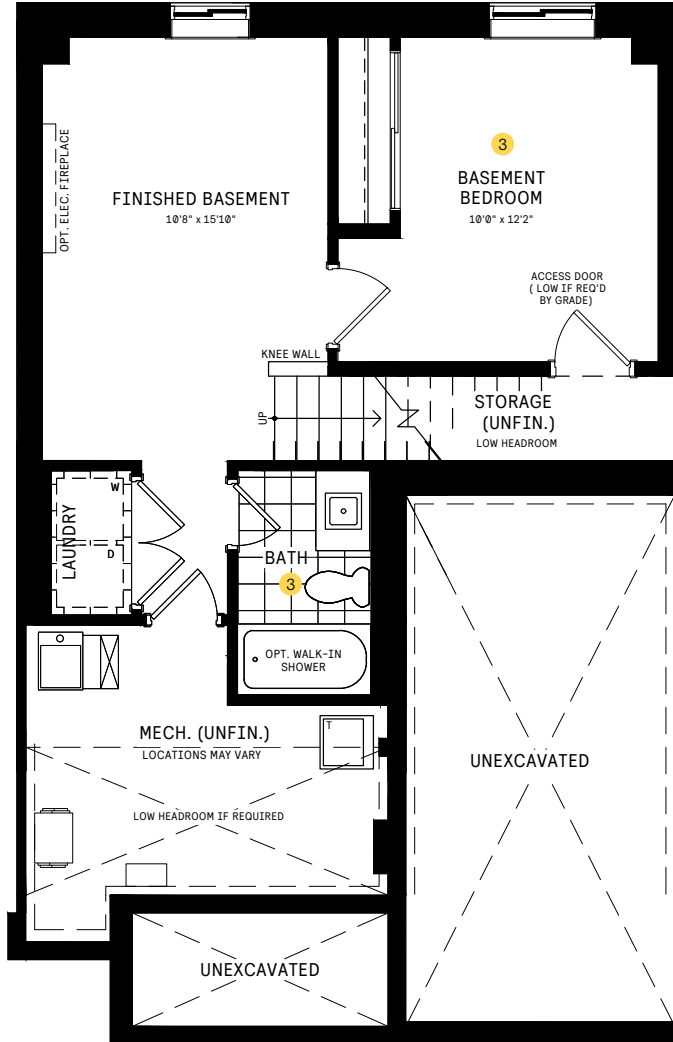 3
BASEMENT
BEDROOM
10'0" x 12'2"
FINISHED BASEMENT
10'8" x 15'10"
OPT. ELEC. FIREPLACE
ACCESS DOOR
( LOW IF REQ'D
BY GRADE)
KNEE WALL
UP
STORAGE
(UNFIN.)
LOW HEADROOM
W
LAUNDRY
D
BATH
3
OPT. WALK-IN
SHOWER
MECH. (UNFIN.)
LOCATIONS MAY VARY
T
LOW HEADROOM IF REQUIRED
UNEXCAVATED
UNEXCAVATED